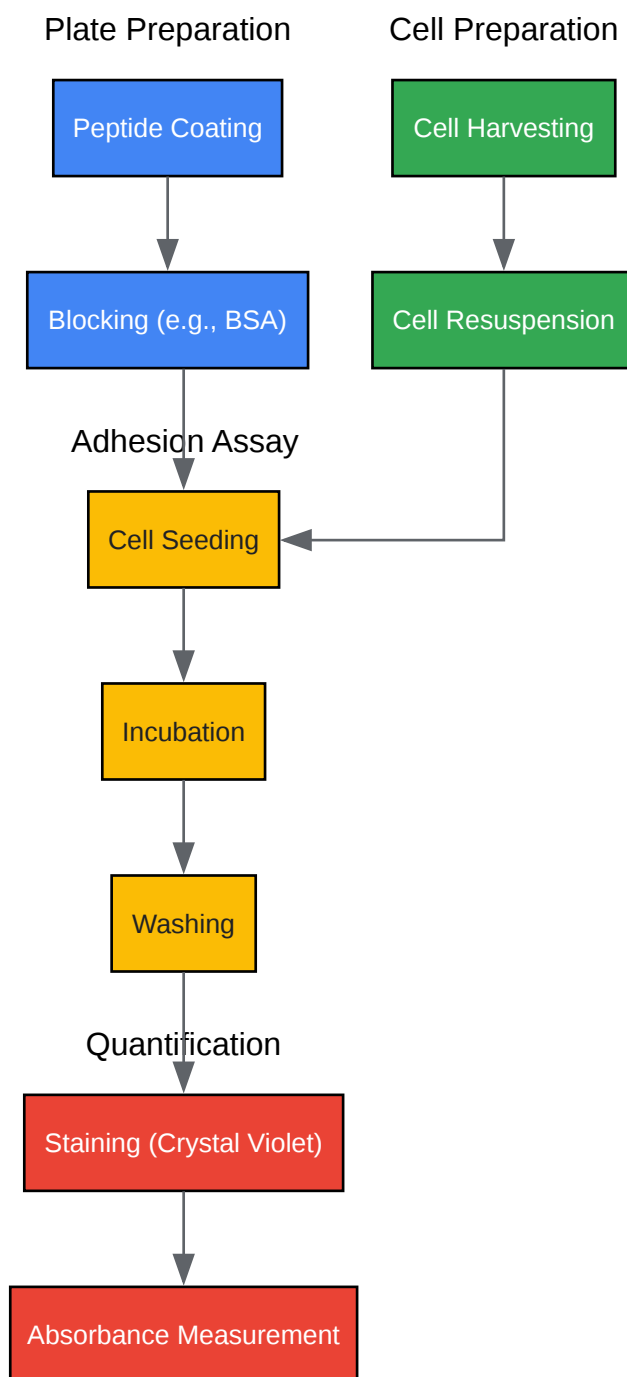 Plate Preparation
Cell Preparation
Peptide Coating
Cell Harvesting
Blocking (e.g., BSA)
Cell Resuspension
Adhesion Assay
Cell Seeding
Incubation
Washing
Quantification
Staining (Crystal Violet)
Absorbance Measurement